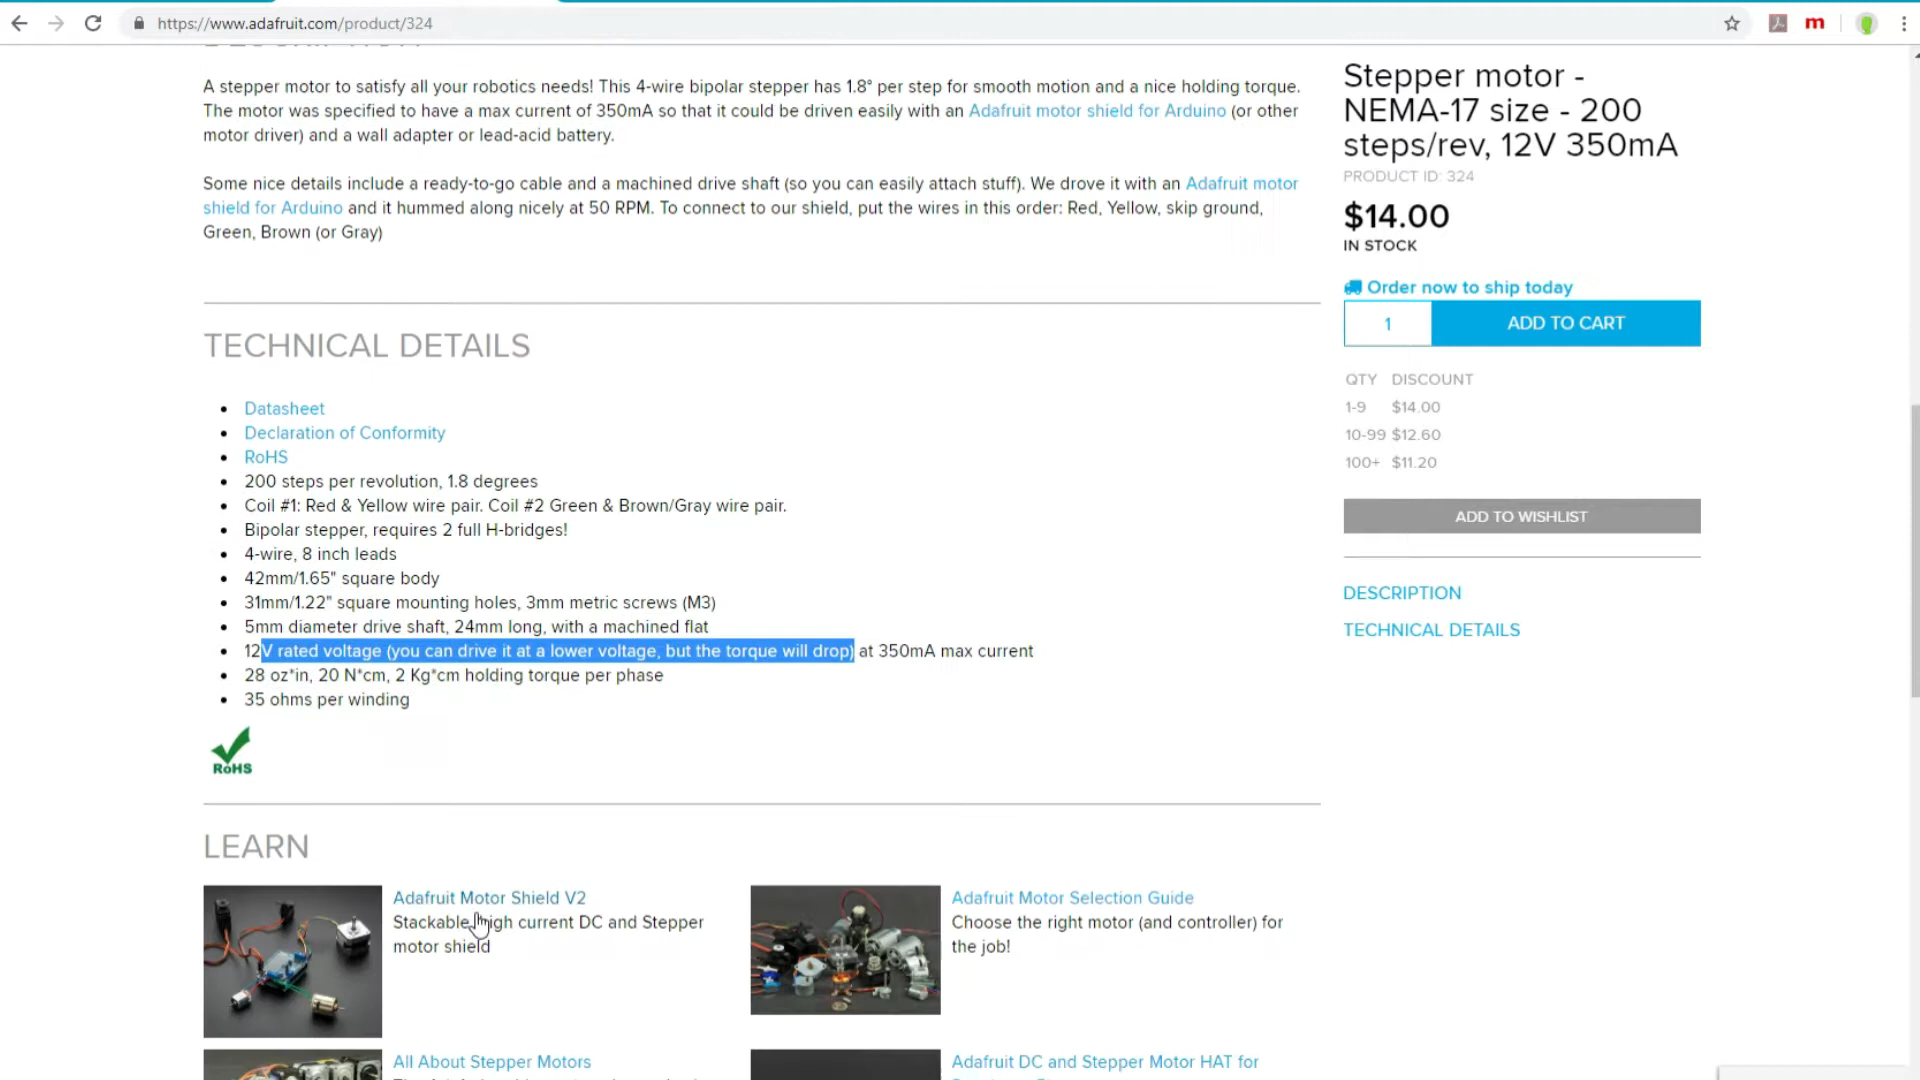 https://www.adafruit.com/product/324
A stepper motor to satisfy all your robotics needs! This 4-wire bipolar stepper has 1.8° per step for smooth motion and a nice holding torque.
The motor was specified to have a max current of 350mA so that it could be driven easily with an Adafruit motor shield for Arduino (or other
motor driver) and a wall adapter or lead-acid battery.
Some nice details include a ready-to-go cable and a machined drive shaft (so you can easily attach stuff). We drove it with an Adafruit motor
shield for Arduino and it hummed along nicely at 50 RPM. To connect to our shield, put the wires in this order: Red, Yellow, skip ground,
Green, Brown (or Gray)
TECHNICAL DETAILS
Datasheet
Declaration of Conformity
RoHS
200 steps per revolution, 1.8 degrees
Coil #1: Red & Yellow wire pair. Coil #2 Green & Brown/Gray wire pair.
Bipolar stepper, requires 2 full H-bridges!
4-wire, 8 inch leads
42mm/1.65" square body
31mm/1.22" square mounting holes, 3mm metric screws (M3)
5mm diameter drive shaft, 24mm long, with a machined flat
12V rated voltage (you can drive it at a lower voltage, but the torque will drop) at 350mA max current
28 oz*in, 20 N*cm, 2 Kg*cm holding torque per phase
35 ohms per winding
RoHS
LEARN
Adafruit Motor Shield V2
Stackable, high current DC and Stepper
motor shield
Adafruit Motor Selection Guide
Choose the right motor (and controller) for
the job!
All About Stepper Motors
Adafruit DC and Stepper Motor HAT for
Stepper motor -
NEMA-17 size - 200
steps/rev, 12V 350mA
PRODUCT ID: 324
$14.00
IN STOCK
Order now to ship today
1 ADD TO CART
QTY DISCOUNT
1-9 $14.00
10-99 $12.60
100+ $11.20
ADD TO WISHLIST
DESCRIPTION
TECHNICAL DETAILS